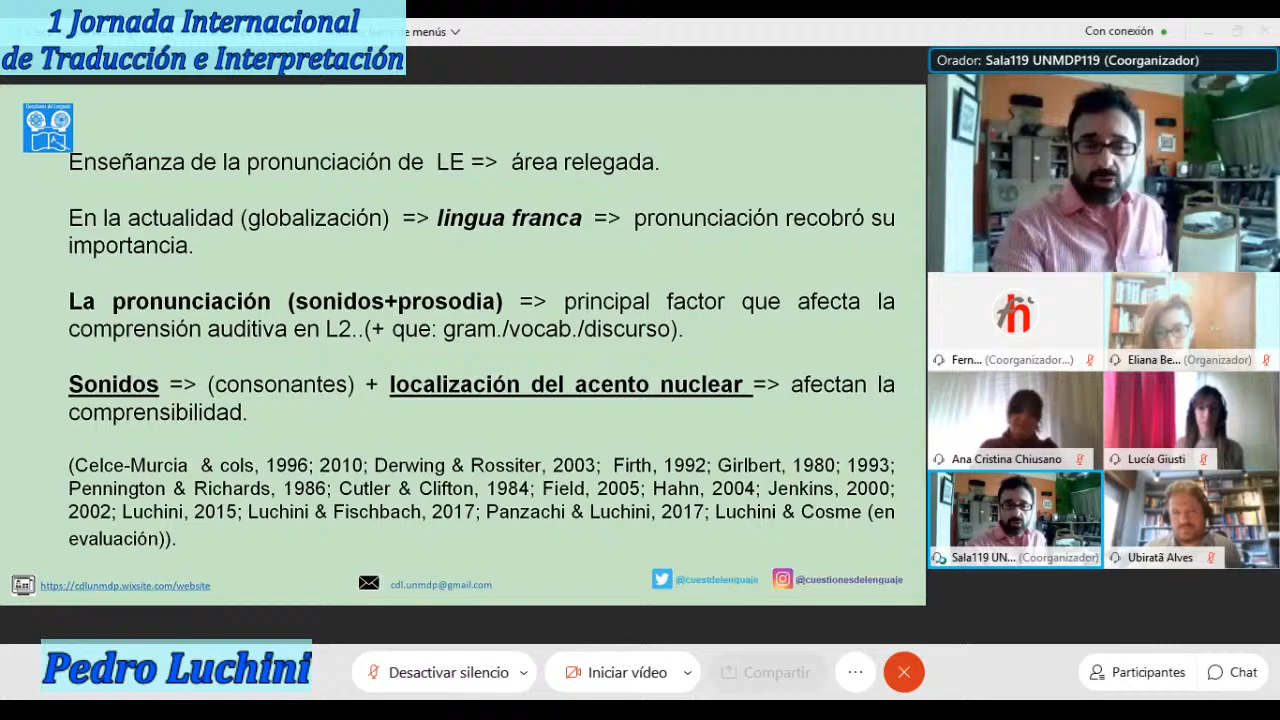 1 Jornada Internacional
de Traducción e Interpretación
de menús
Con conexión
Orador: Sala119 UNMDP119 (Coorganizador)
Cuestiones del Lenguaje
Enseñanza de la pronunciación de LE => área relegada.
En la actualidad (globalización) => lingua franca => pronunciación recobró su
importancia.
La pronunciación (sonidos+prosodia) => principal factor que afecta la
comprensión auditiva en L2..(+ que: gram./vocab./discurso).
Sonidos => (consonantes) + localización del acento nuclear => afectan la
comprensibilidad.
(Celce-Murcia & cols, 1996; 2010; Derwing & Rossiter, 2003; Firth, 1992; Girlbert, 1980; 1993;
Pennington & Richards, 1986; Cutler & Clifton, 1984; Field, 2005; Hahn, 2004; Jenkins, 2000;
2002; Luchini, 2015; Luchini & Fischbach, 2017; Panzachi & Luchini, 2017; Luchini & Cosme (en
evaluación)).
https://cdlunmdp.wixsite.com/website
cdl.unmdp@gmail.com
@cuestdelenguaje
@cuestionesdelenguaje
Fern... (Coorganizador...)
Eliana Be... (Organizador)
Ana Cristina Chiusano
Lucía Giusti
Sala119 UN... (Coorganizador)
Ubiratã Alves
Pedro Luchini
Desactivar silencio
Iniciar vídeo
Compartir
Participantes
Chat